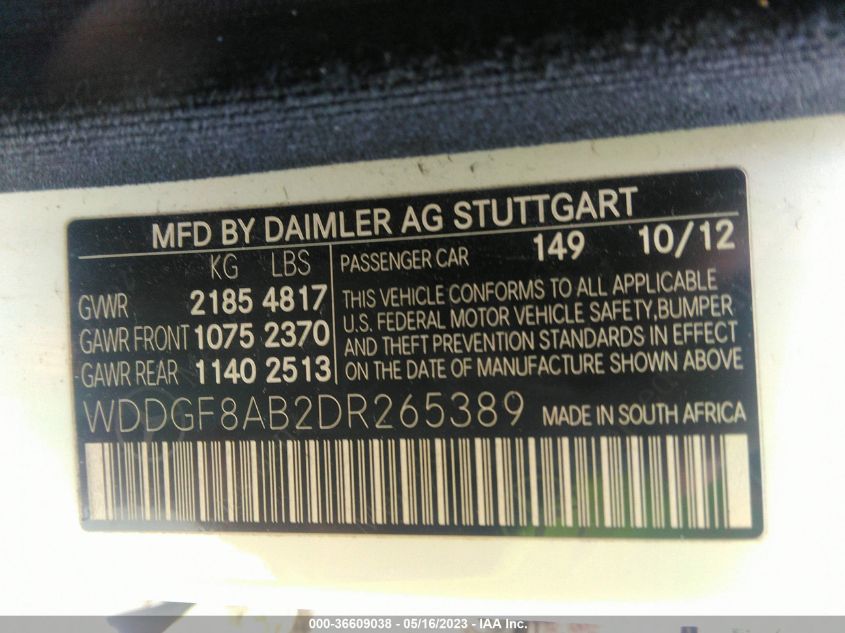 MFD BY DAIMLER AG STUTTGART
KG LBS
GVWR 2185 4817
GAWR FRONT 1075 2370
GAWR REAR 1140 2513
PASSENGER CAR 149 10/12
THIS VEHICLE CONFORMS TO ALL APPLICABLE
U.S. FEDERAL MOTOR VEHICLE SAFETY,BUMPER
AND THEFT PREVENTION STANDARDS IN EFFECT
ON THE DATE OF MANUFACTURE SHOWN ABOVE
WDDGF8AB2DR265389 MADE IN SOUTH AFRICA
000-36609038 - 05/16/2023 - IAA Inc.